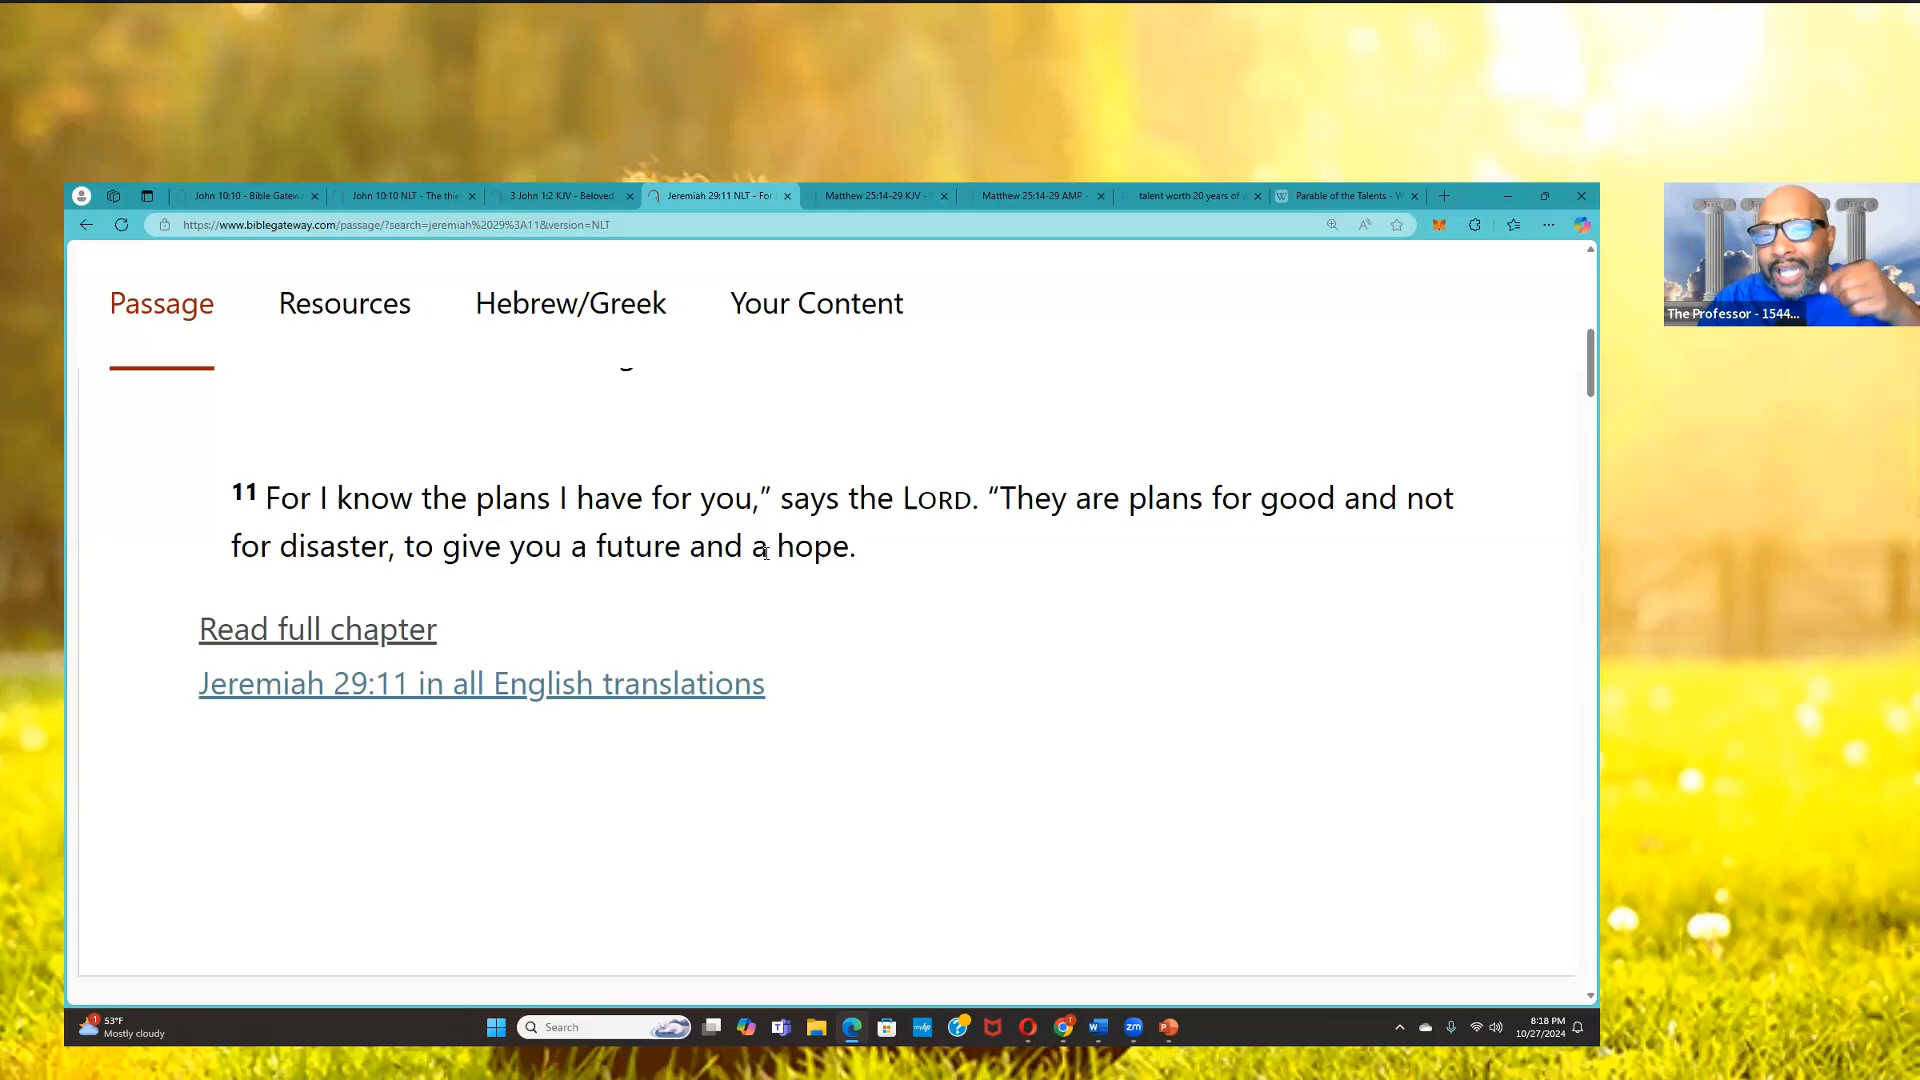 John 10:10 - Bible Gatew
John 10:10 NLT - The thie
3 John 1:2 KJV - Beloved,
Jeremiah 29:11 NLT - For
Matthew 25:14-29 KJV -
Matthew 25:14-29 AMP -
talent worth 20 years of
Parable of the Talents - W
https://www.biblegateway.com/passage/?search=jeremiah%2029%3A11&version=NLT
Passage
Resources
Hebrew/Greek
Your Content
The Professor - 1544...
11 For I know the plans I have for you,” says the LORD. “They are plans for good and not
for disaster, to give you a future and a hope.
Read full chapter
Jeremiah 29:11 in all English translations
1
53°F
Mostly cloudy
Search
8:18 PM
10/27/2024